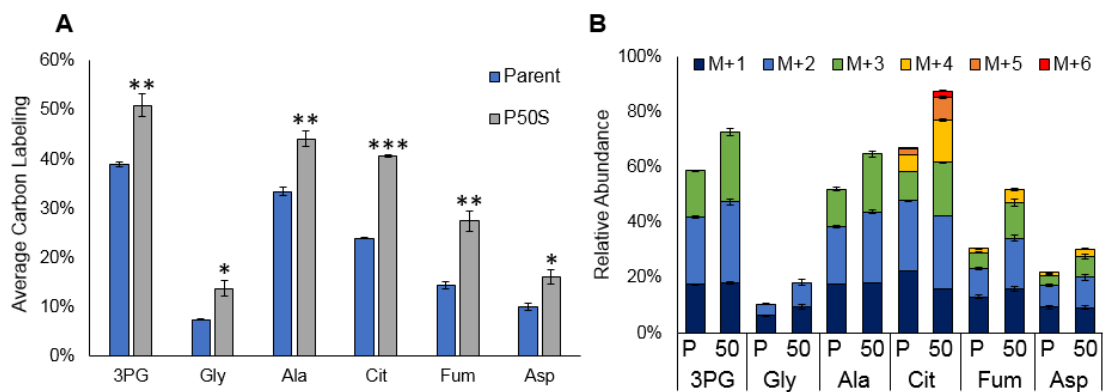 A
Average Carbon Labeling
60%
50%
40%
30%
20%
10%
0%
Parent
P50S
**
*
**
***
**
*
3PG Gly Ala Cit Fum Asp
B
Relative Abundance
100%
80%
60%
40%
20%
0%
M+1 M+2 M+3 M+4 M+5 M+6
P 50 P 50 P 50 P 50 P 50 P 50
3PG Gly Ala Cit Fum Asp